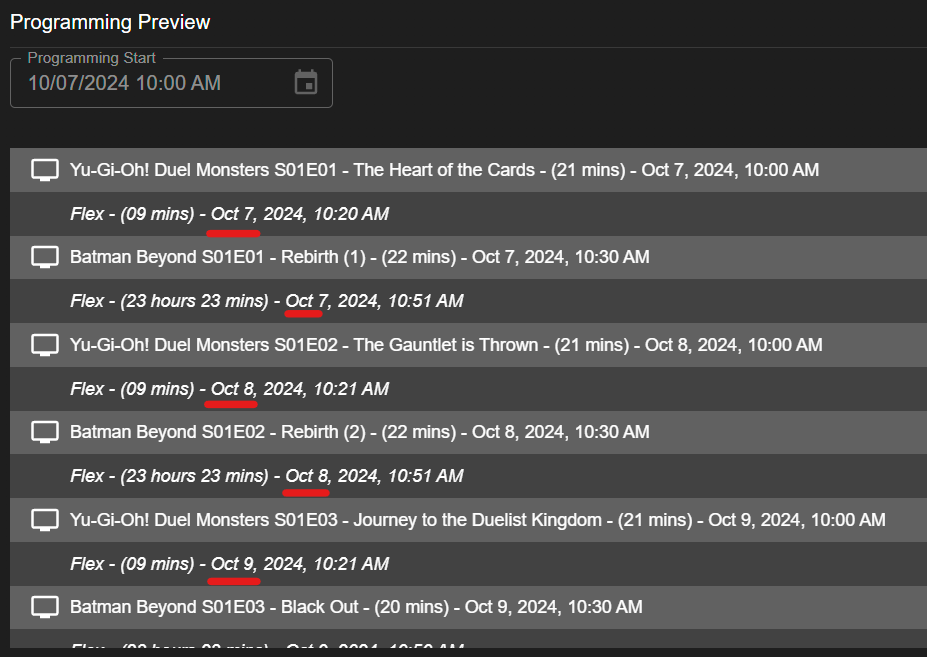 Programming Preview
Programming Start
10/07/2024 10:00 AM
Yu-Gi-Oh! Duel Monsters S01E01 - The Heart of the Cards - (21 mins) - Oct 7, 2024, 10:00 AM
Flex - (09 mins) - Oct 7, 2024, 10:20 AM
Batman Beyond S01E01 - Rebirth (1) - (22 mins) - Oct 7, 2024, 10:30 AM
Flex - (23 hours 23 mins) - Oct 7, 2024, 10:51 AM
Yu-Gi-Oh! Duel Monsters S01E02 - The Gauntlet is Thrown - (21 mins) - Oct 8, 2024, 10:00 AM
Flex - (09 mins) - Oct 8, 2024, 10:21 AM
Batman Beyond S01E02 - Rebirth (2) - (22 mins) - Oct 8, 2024, 10:30 AM
Flex - (23 hours 23 mins) - Oct 8, 2024, 10:51 AM
Yu-Gi-Oh! Duel Monsters S01E03 - Journey to the Duelist Kingdom - (21 mins) - Oct 9, 2024, 10:00 AM
Flex - (09 mins) - Oct 9, 2024, 10:21 AM
Batman Beyond S01E03 - Black Out - (20 mins) - Oct 9, 2024, 10:30 AM